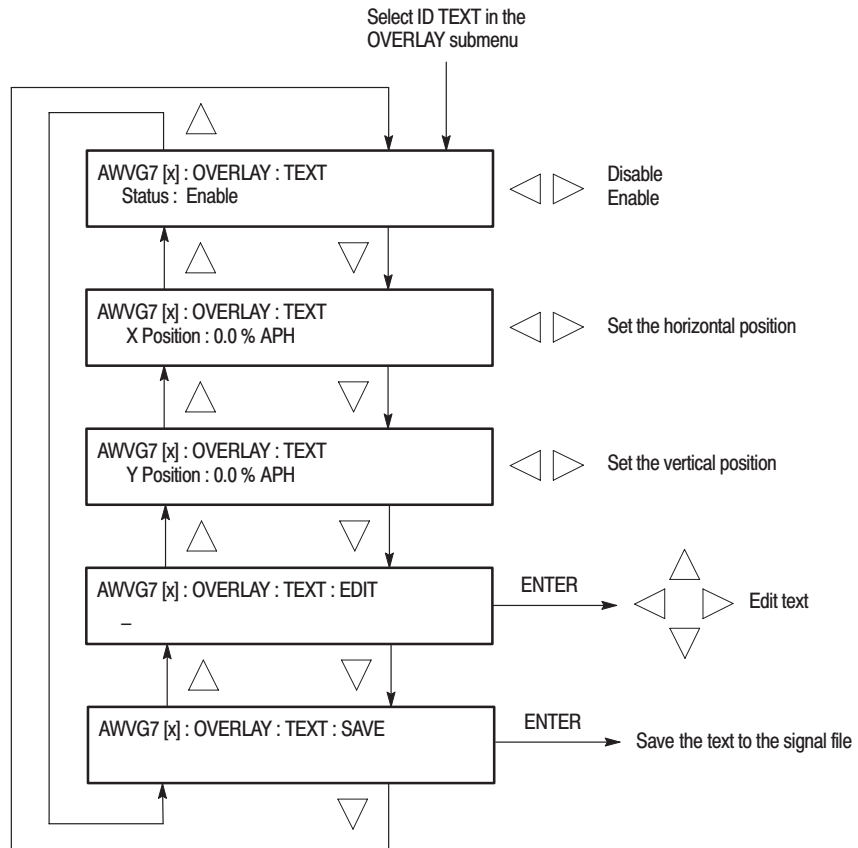 Select ID TEXT in the
OVERLAY submenu
AWVG7 [x] : OVERLAY : TEXT
Status : Enable
Disable
Enable
AWVG7 [x] : OVERLAY : TEXT
X Position : 0.0 % APH
Set the horizontal position
AWVG7 [x] : OVERLAY : TEXT
Y Position : 0.0 % APH
Set the vertical position
AWVG7 [x] : OVERLAY : TEXT : EDIT
_
ENTER
Edit text
AWVG7 [x] : OVERLAY : TEXT : SAVE
ENTER
Save the text to the signal file